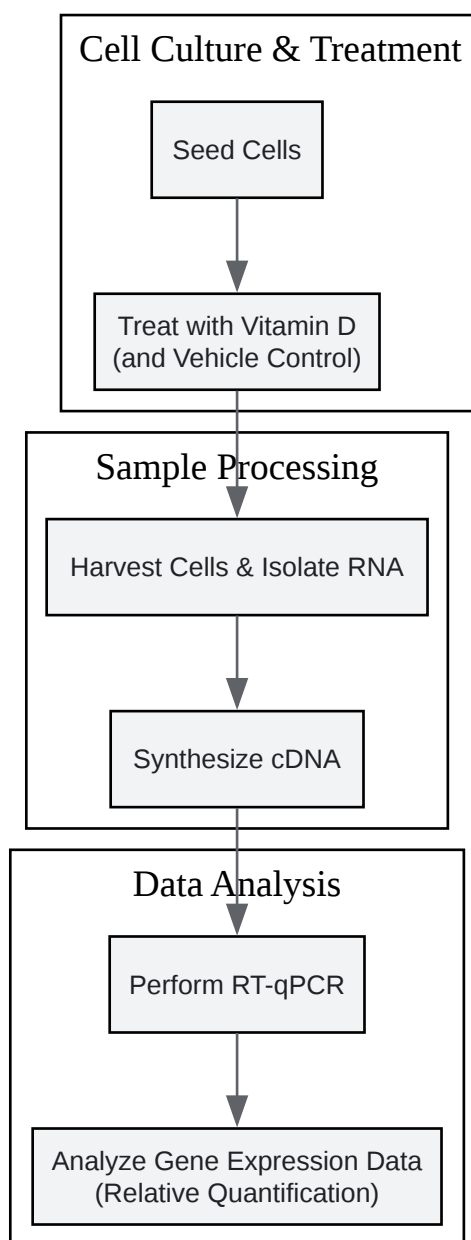 Cell Culture & Treatment
Seed Cells
Treat with Vitamin D
(and Vehicle Control)
Sample Processing
Harvest Cells & Isolate RNA
Synthesize cDNA
Data Analysis
Perform RT-qPCR
Analyze Gene Expression Data
(Relative Quantification)